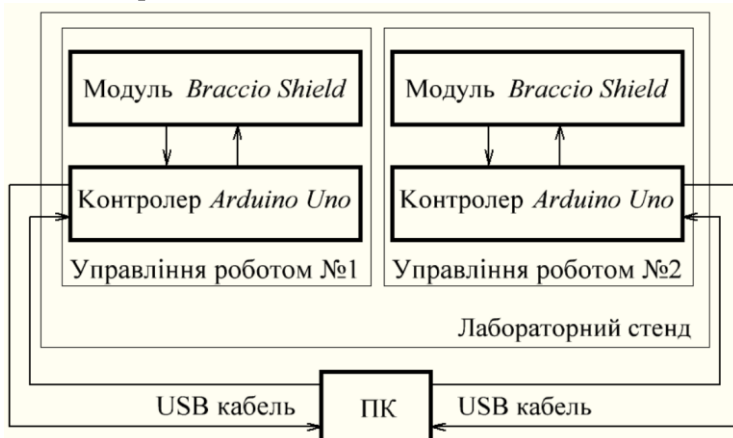 Модуль Braccio Shield
Модуль Braccio Shield
Контролер Arduino Uno
Контролер Arduino Uno
Управління роботом №1
Управління роботом №2
Лабораторний стенд
USB кабель
ПК
USB кабель